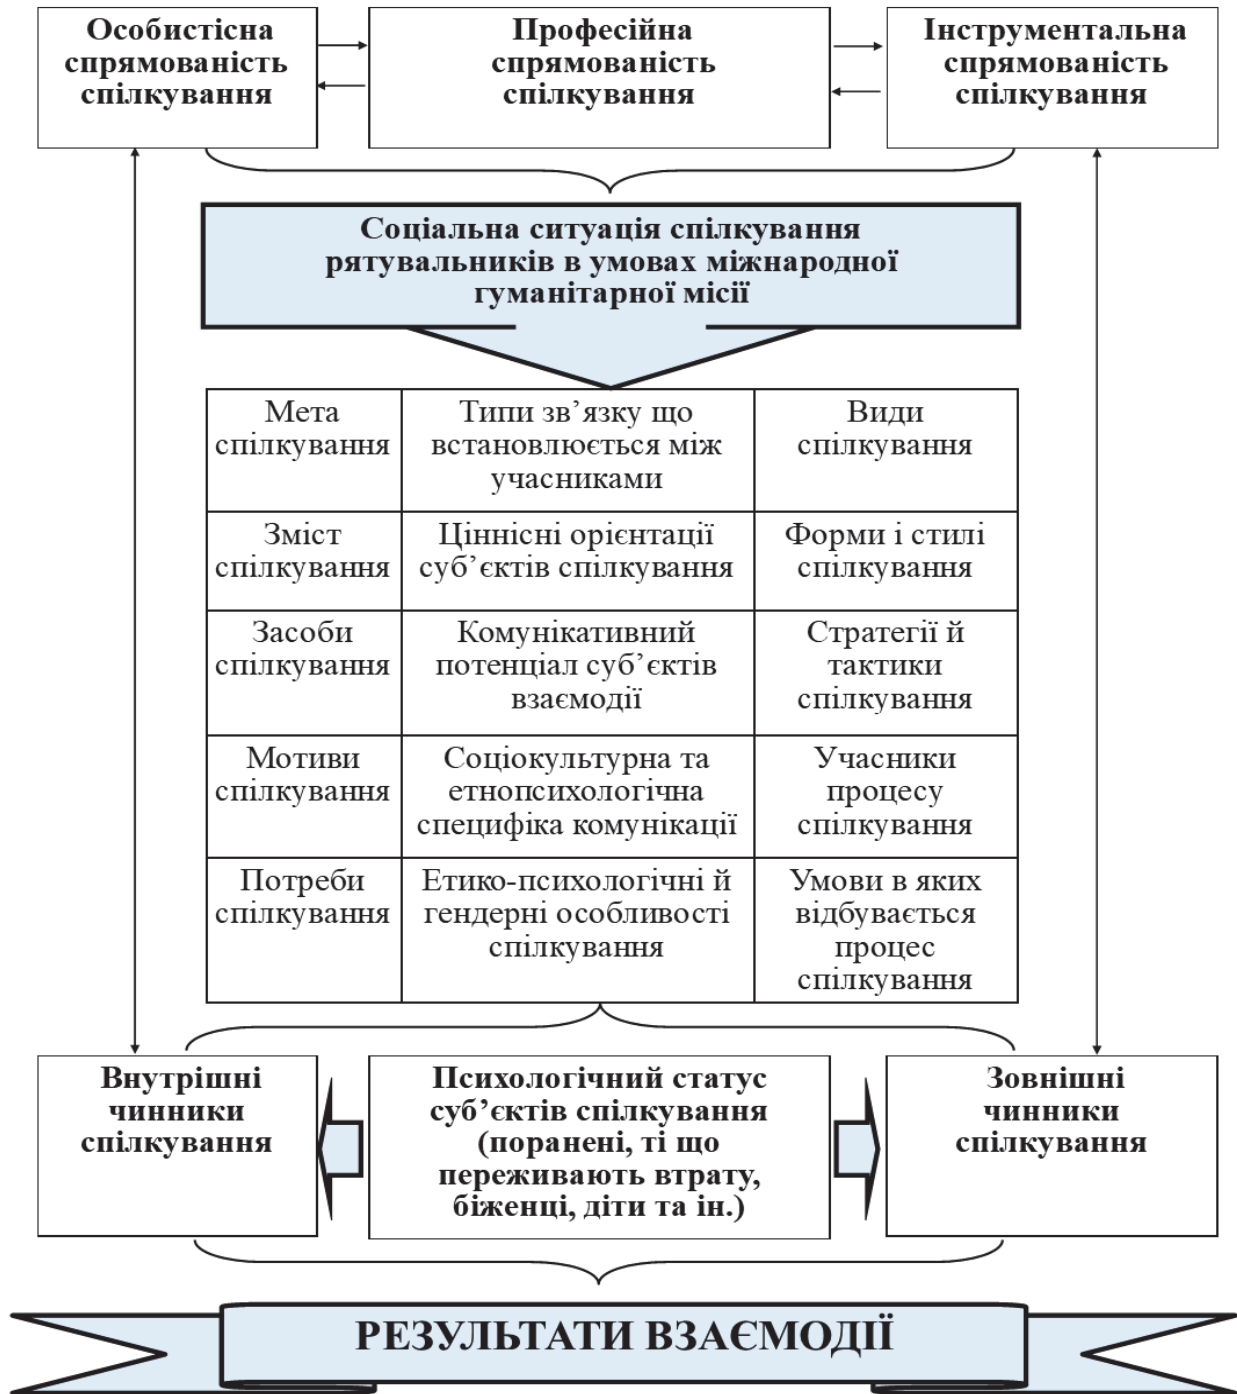 Особистісна
спрямованість
спілкування
Професійна
спрямованість
спілкування
Інструментальна
спрямованість
спілкування
Соціальна ситуація спілкування
рятувальників в умовах міжнародної
гуманітарної місії
Мета
спілкування
Типи зв’язку що
встановлюється між
учасниками
Види
спілкування
Зміст
спілкування
Ціннісні орієнтації
суб’єктів спілкування
Форми і стилі
спілкування
Засоби
спілкування
Комунікативний
потенціал суб’єктів
взаємодії
Стратегії й
тактики
спілкування
Мотиви
спілкування
Соціокультурна та
етнопсихологічна
специфіка комунікації
Учасники
процесу
спілкування
Потреби
спілкування
Етико-психологічні й
гендерні особливості
спілкування
Умови в яких
відбувається
процес
спілкування
Внутрішні
чинники
спілкування
Психологічний статус
суб’єктів спілкування
(поранені, ті що
переживають втрату,
біженці, діти та ін.)
Зовнішні
чинники
спілкування
РЕЗУЛЬТАТИ ВЗАЄМОДІЇ